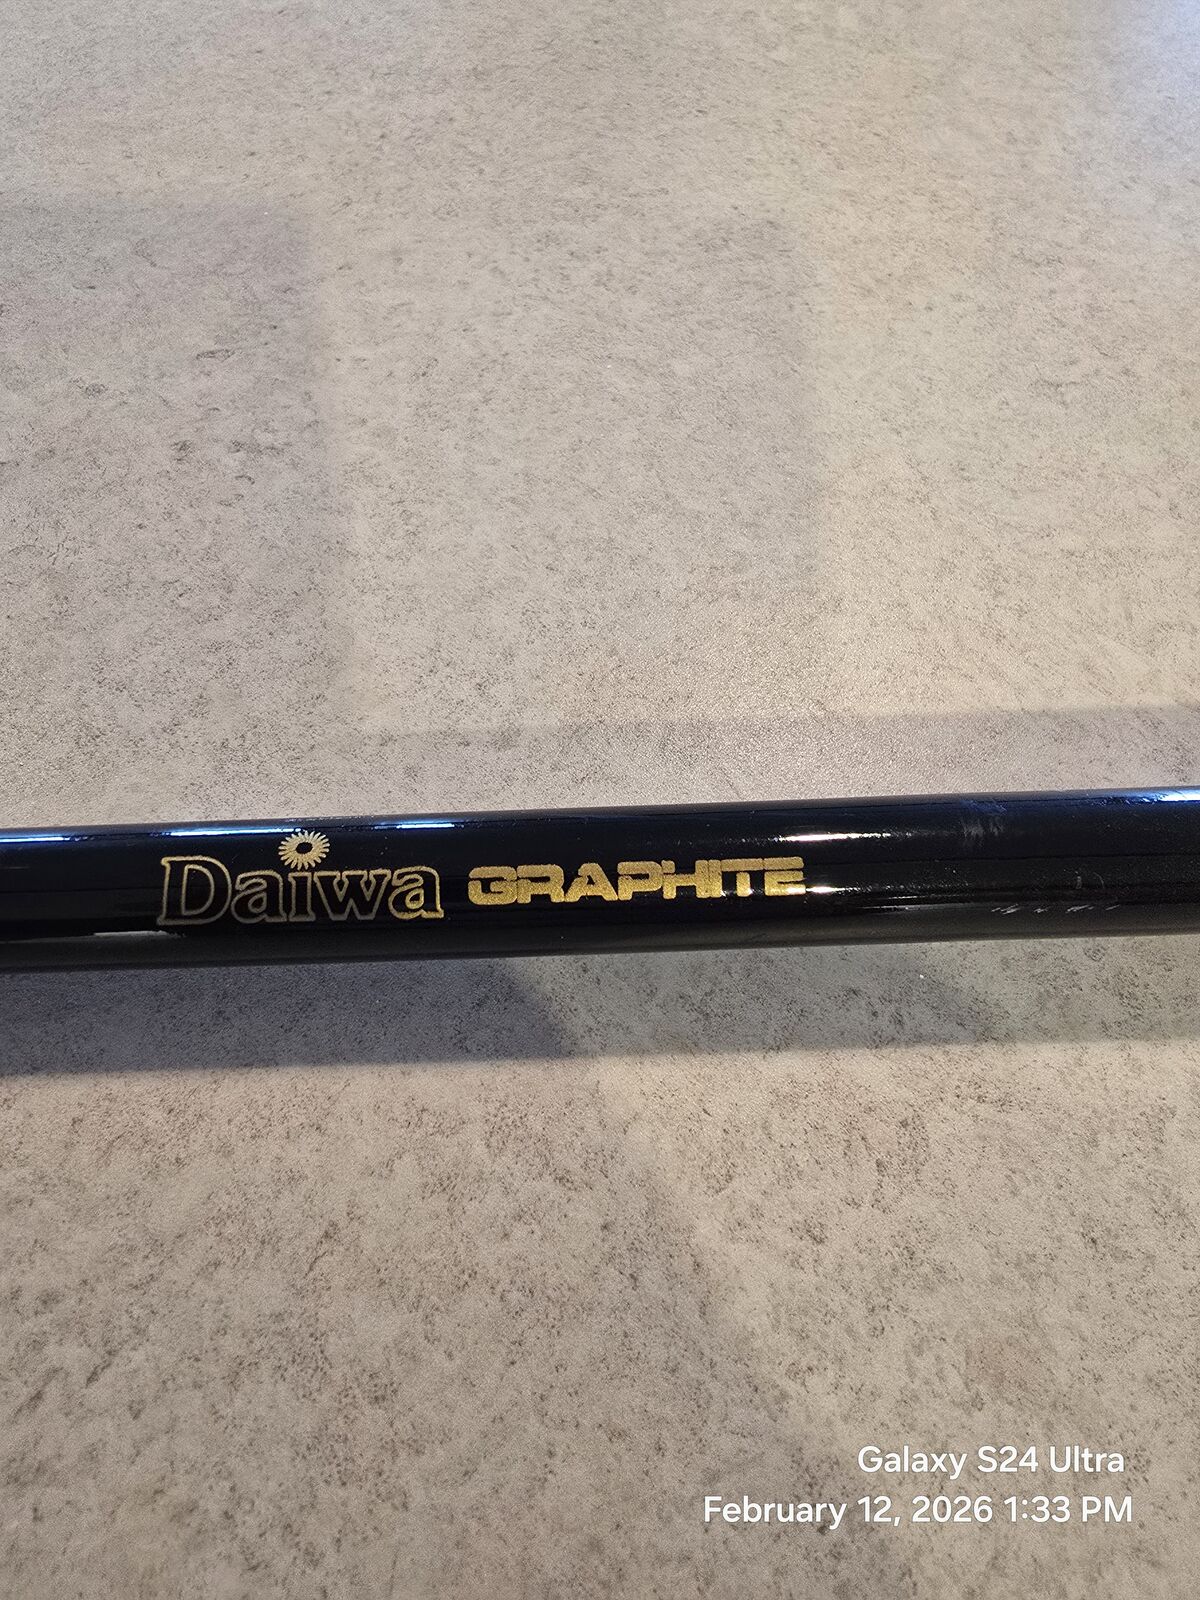 Daiwa GRAPHITE
Galaxy S24 Ultra
February 12, 2026 1:33 PM